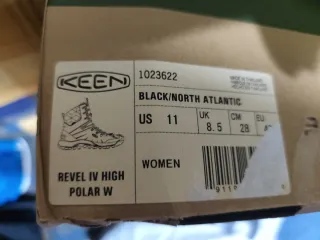 KEEN
1023622
BLACK/NORTH ATLANTIC
US 11
UK 8.5
CM 28
EU
WOMEN
REVEL IV HIGH
POLAR W